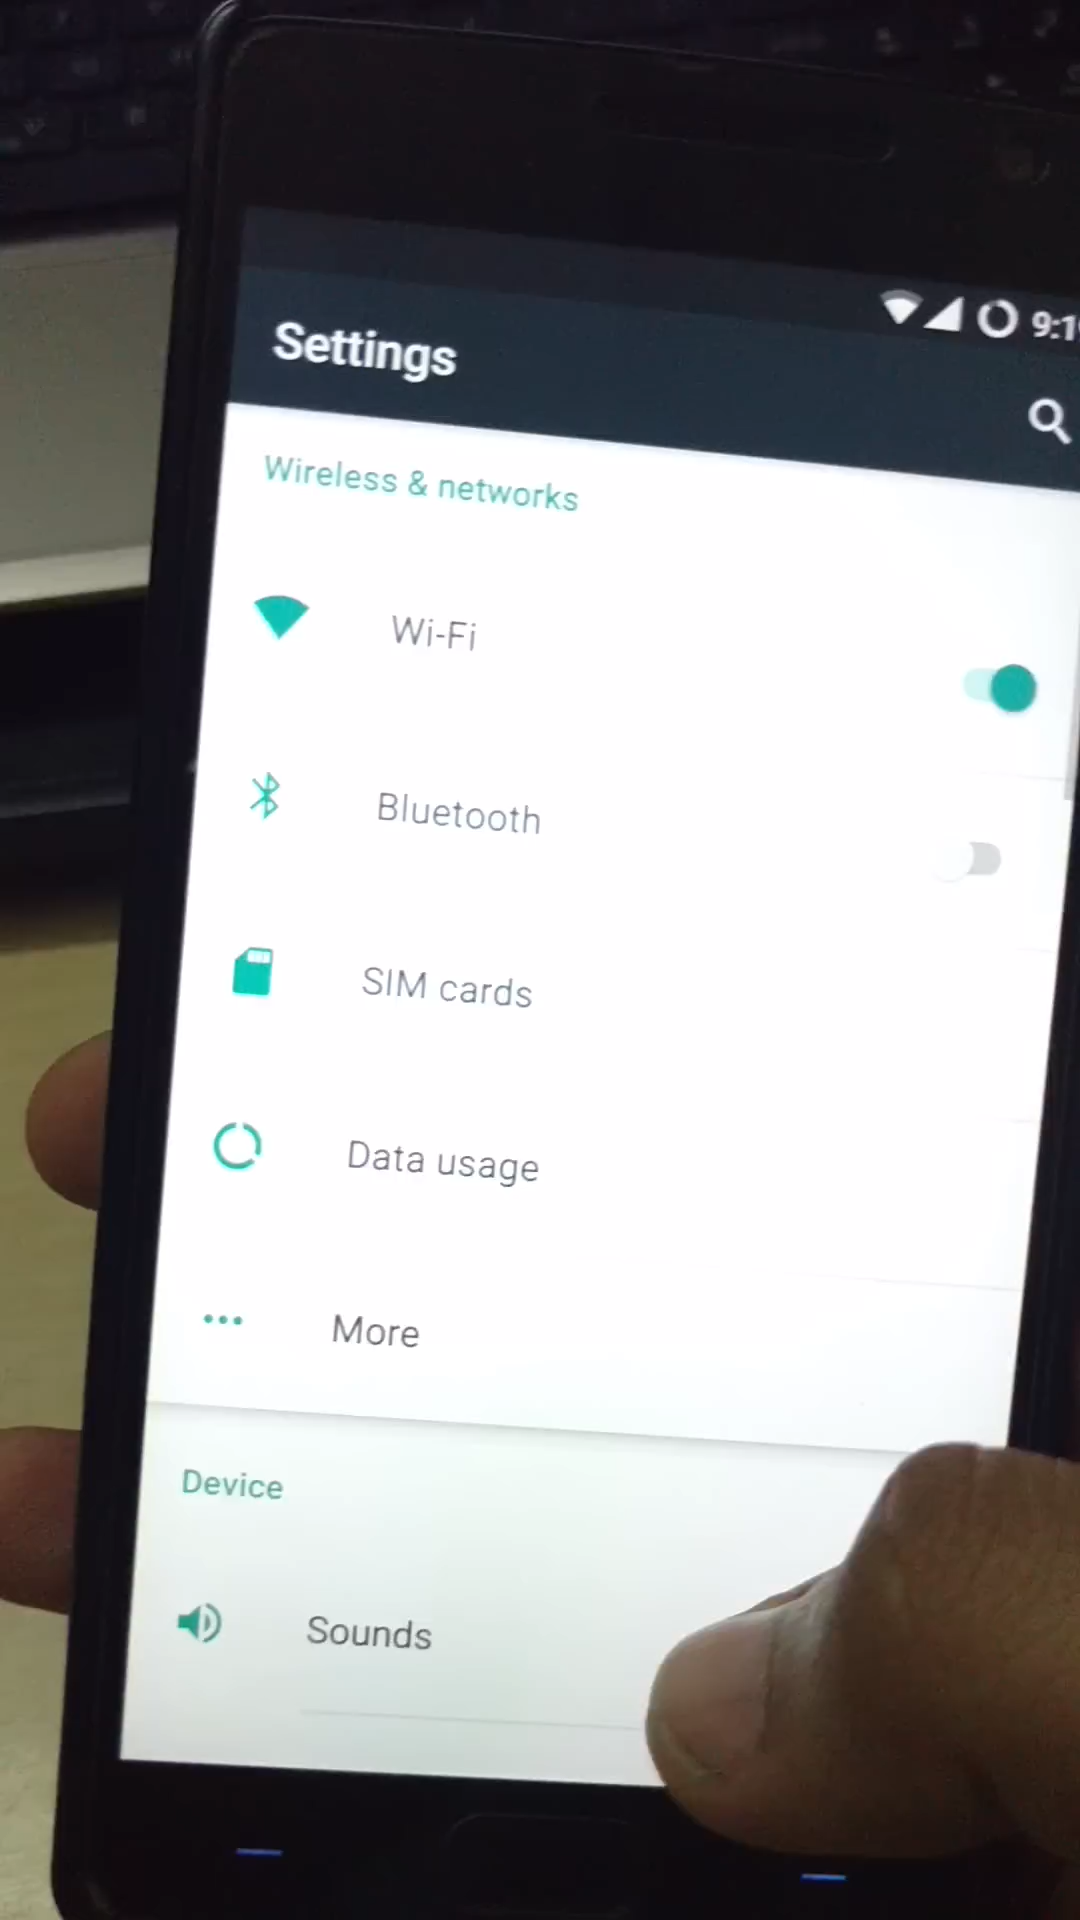 Settings
Wireless & networks
Wi-Fi
Bluetooth
SIM cards
Data usage
More
Device
Sounds